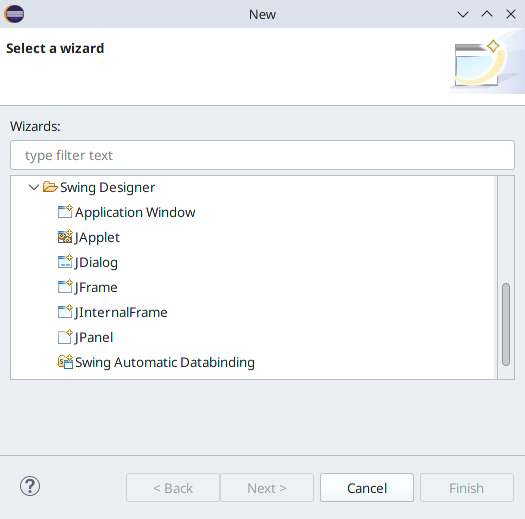 New
Select a wizard
Wizards:
type filter text
Swing Designer
Application Window
JApplet
JDialog
JFrame
JInternalFrame
JPanel
Swing Automatic Databinding
?
< Back
Next >
Cancel
Finish